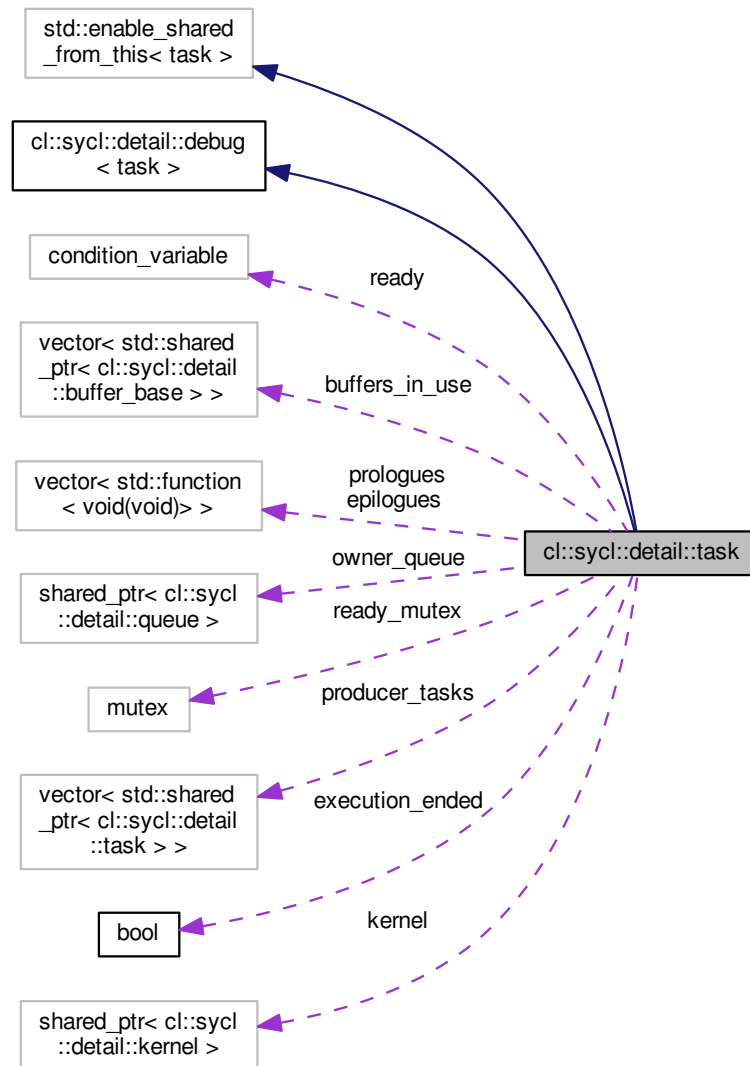 std::enable_shared
_from_this< task >
cl::sycl::detail::debug
< task >
condition_variable
ready
vector< std::shared
_ptr< cl::sycl::detail
::buffer_base > >
buffers_in_use
vector< std::function
< void(void)> >
prologues
epilogues
cl::sycl::detail::task
owner_queue
shared_ptr< cl::sycl
::detail::queue >
ready_mutex
mutex
producer_tasks
vector< std::shared
_ptr< cl::sycl::detail
::task > >
execution_ended
bool
kernel
shared_ptr< cl::sycl
::detail::kernel >